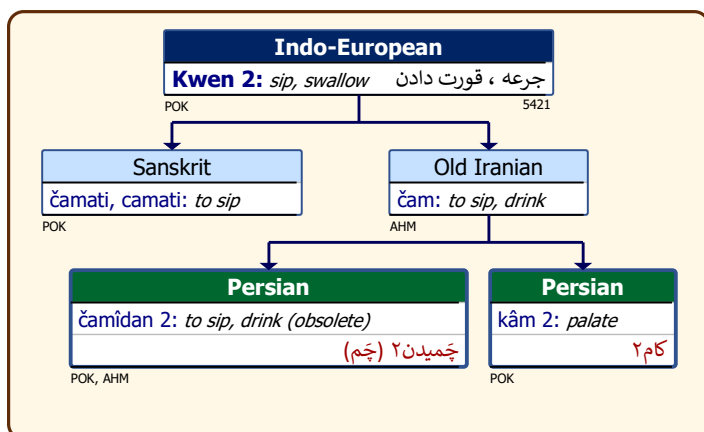 Indo-European
Kwen 2: sip, swallow جرعه ، قورت دادن
POK 5421
Sanskrit
čamati, camati: to sip
POK
Old Iranian
čam: to sip, drink
AHM
Persian
čamîdan 2: to sip, drink (obsolete)
چَمیدن۲ (چَم)
POK, AHM
Persian
kâm 2: palate
کام۲
POK